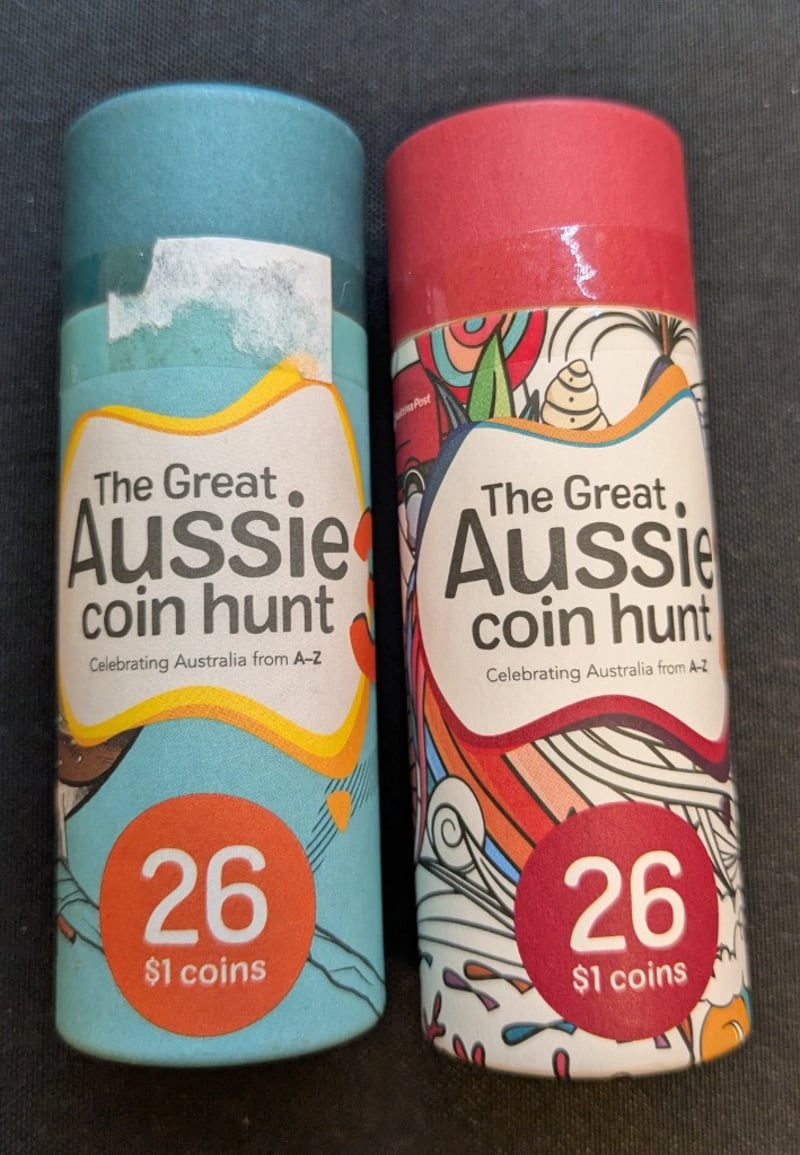 The Great
Aussie
coin hunt
Celebrating Australia from A–Z
26
$1 coins
Post
The Great
Aussie
coin hunt
Celebrating Australia from A–Z
26
$1 coins